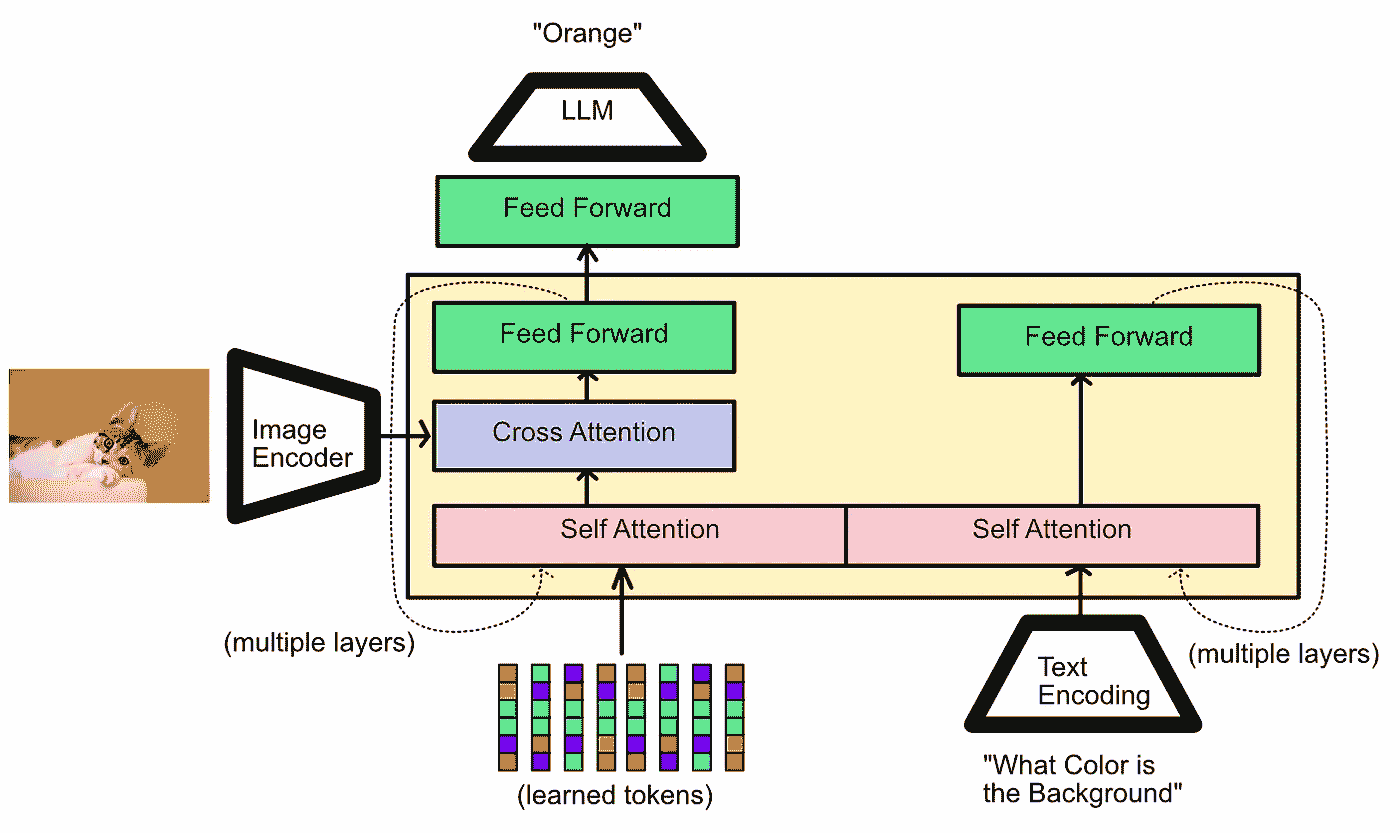 "Orange"
LLM
Feed Forward
Feed Forward
Feed Forward
Image
Encoder
Cross Attention
Self Attention
Self Attention
(multiple layers)
(multiple layers)
Text
Encoding
(learned tokens)
"What Color is
the Background"